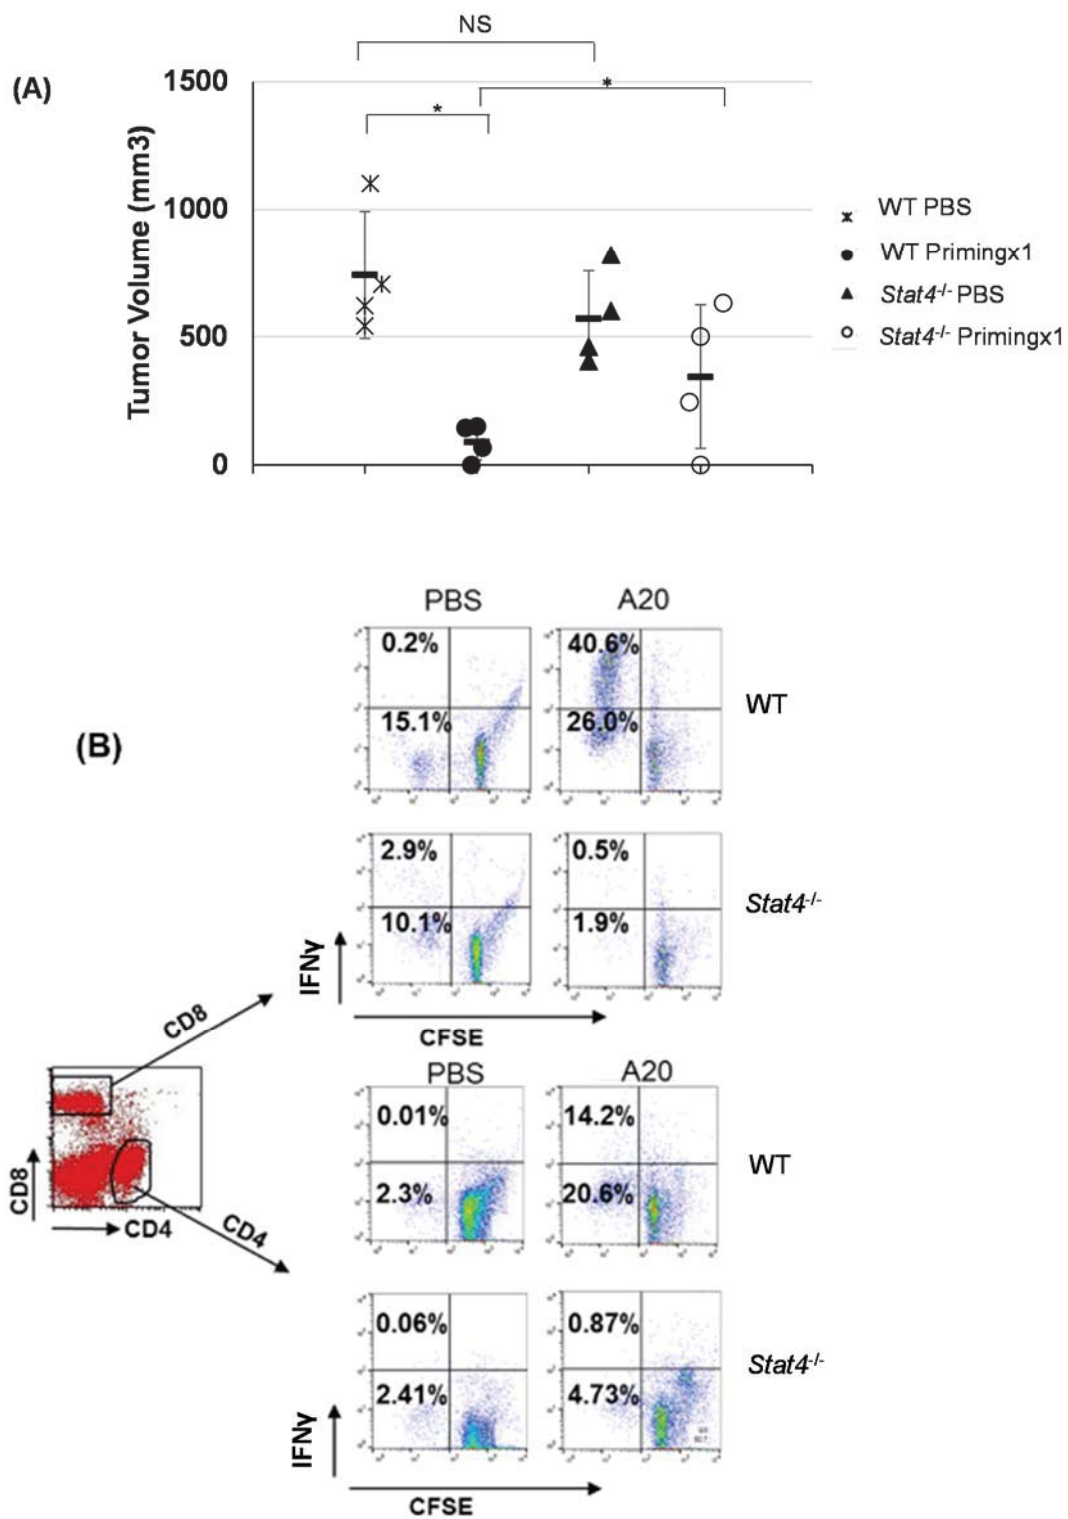 NS
(A)
1500
*
*
1000
500
0
Tumor Volume (mm3)
WT PBS
WT Primingx1
Stat4-/- PBS
Stat4-/- Primingx1
PBS A20
0.2% 40.6%
15.1% 26.0%
WT
(B)
2.9% 0.5%
10.1% 1.9%
Stat4-/-
IFNγ
CFSE
CD8
PBS A20
0.01% 14.2%
2.3% 20.6%
WT
CD8
CD4
CD4
0.06% 0.87%
2.41% 4.73%
Stat4-/-
IFNγ
CFSE